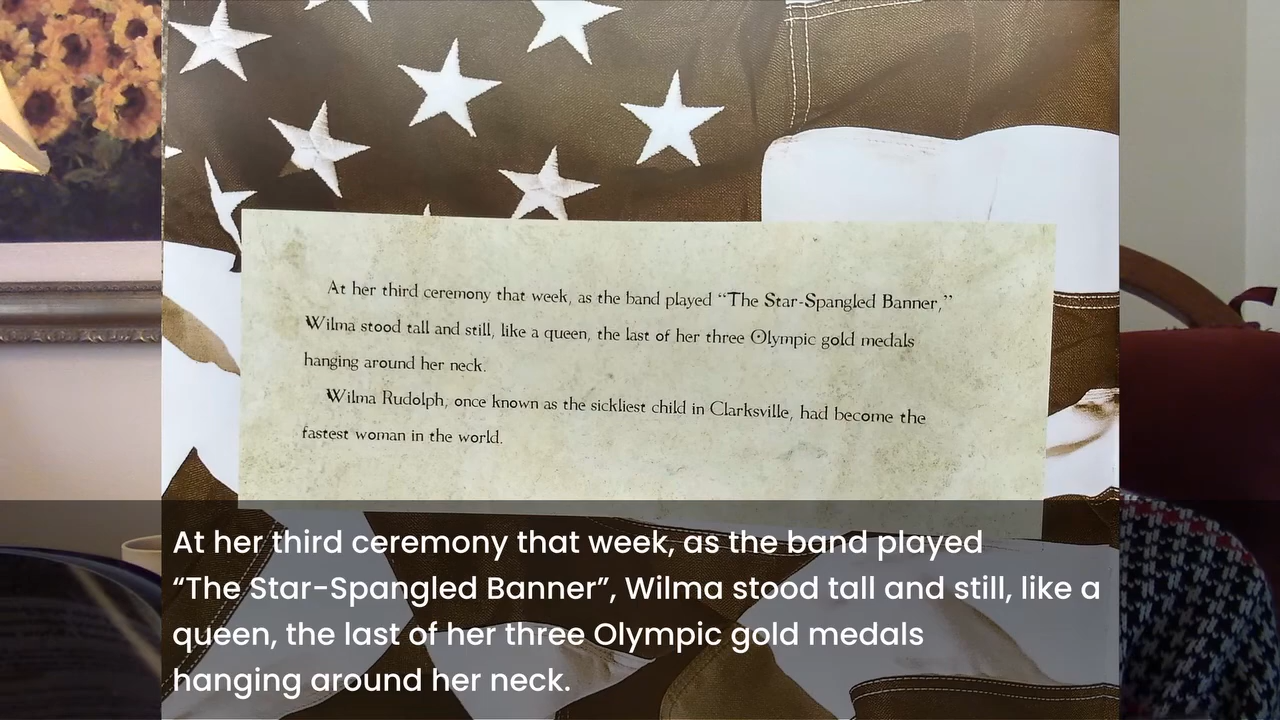 At her third ceremony that week, as the band played “The Star-Spangled Banner,”
Wilma stood tall and still, like a queen, the last of her three Olympic gold medals
hanging around her neck.
Wilma Rudolph, once known as the sickliest child in Clarksville, had become the
fastest woman in the world.
At her third ceremony that week, as the band played
“The Star-Spangled Banner”, Wilma stood tall and still, like a
queen, the last of her three Olympic gold medals
hanging around her neck.